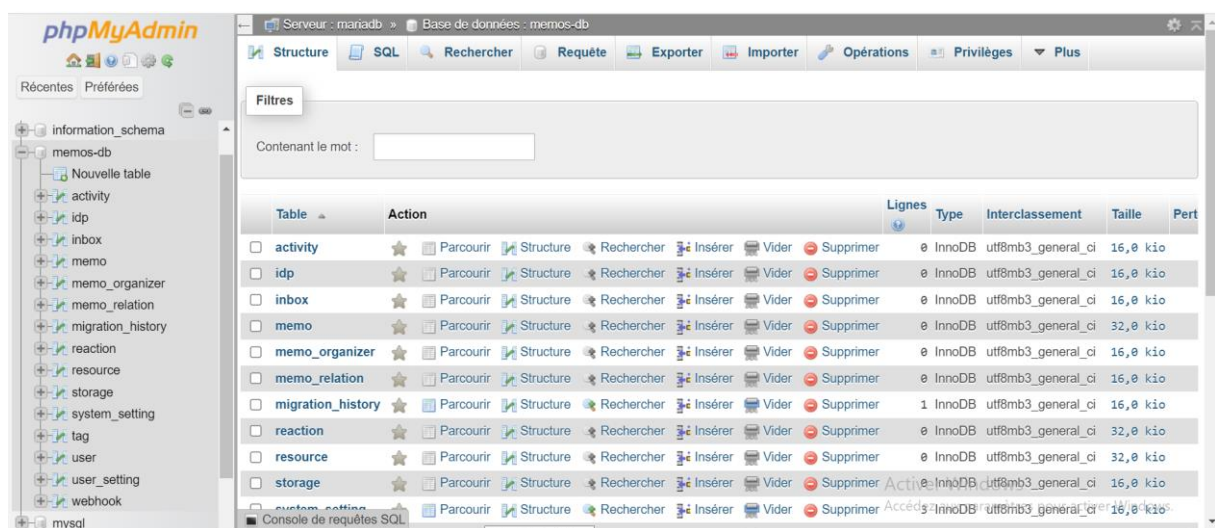 phpMyAdmin
Récentes Préférées
information_schema
memos-db
Nouvelle table
activity
idp
inbox
memo
memo_organizer
memo_relation
migration_history
reaction
resource
storage
system_setting
tag
user
user_setting
webhook
mysql
Serveur : mariadb » Base de données : memos-db
Structure SQL Rechercher Requête Exporter Importer Opérations Privilèges Plus
Filtres
Contenant le mot :
Table Action Lignes Type Interclassement Taille Pert
activity Parcourir Structure Rechercher Insérer Vider Supprimer 0 InnoDB utf8mb3_general_ci 16,0 kio
idp Parcourir Structure Rechercher Insérer Vider Supprimer 0 InnoDB utf8mb3_general_ci 16,0 kio
inbox Parcourir Structure Rechercher Insérer Vider Supprimer 0 InnoDB utf8mb3_general_ci 16,0 kio
memo Parcourir Structure Rechercher Insérer Vider Supprimer 0 InnoDB utf8mb3_general_ci 32,0 kio
memo_organizer Parcourir Structure Rechercher Insérer Vider Supprimer 0 InnoDB utf8mb3_general_ci 16,0 kio
memo_relation Parcourir Structure Rechercher Insérer Vider Supprimer 0 InnoDB utf8mb3_general_ci 16,0 kio
migration_history Parcourir Structure Rechercher Insérer Vider Supprimer 1 InnoDB utf8mb3_general_ci 16,0 kio
reaction Parcourir Structure Rechercher Insérer Vider Supprimer 0 InnoDB utf8mb3_general_ci 32,0 kio
resource Parcourir Structure Rechercher Insérer Vider Supprimer 0 InnoDB utf8mb3_general_ci 32,0 kio
storage Parcourir Structure Rechercher Insérer Vider Supprimer InnoDB utf8mb3_general_ci 16,0 kio
system_setting Parcourir Structure Rechercher Insérer Vider Supprimer 3 InnoDB utf8mb3_general_ci 16,0 kio
Console de requêtes SQL